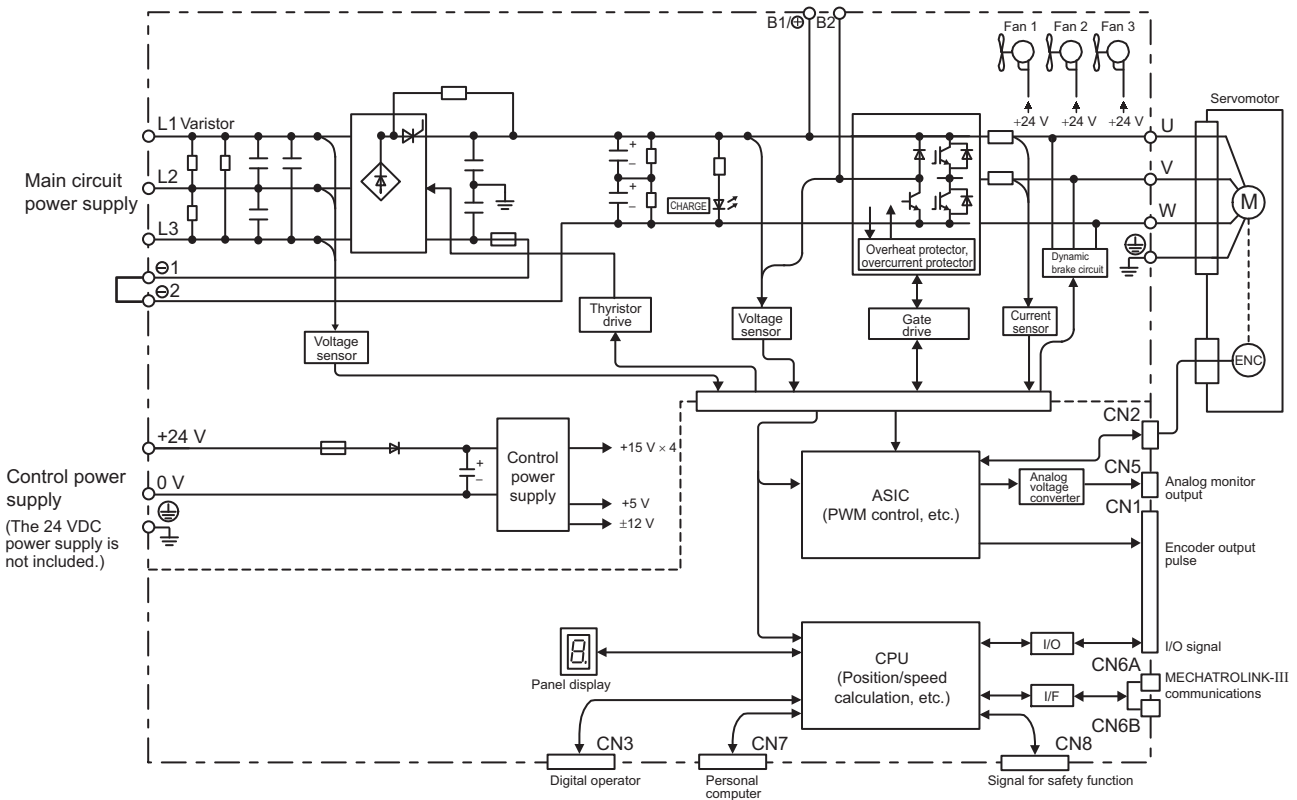 B1/⊕ B2
Fan 1 Fan 2 Fan 3
+24 V +24 V +24 V
Servomotor
L1 Varistor
U
Main circuit
power supply
L2
V
+
–
+
–
CHARGE
M
W
L3
Overheat protector,
overcurrent protector
Dynamic
brake circuit
⊖1
⊖2
Thyristor
drive
Voltage
sensor
Voltage
sensor
Gate
drive
Current
sensor
ENC
CN2
+24 V
+
–
Control
power
supply
+15 V × 4
+5 V
±12 V
Control power
supply
0 V
(The 24 VDC
power supply is
not included.)
ASIC
(PWM control, etc.)
Analog
voltage
converter
CN5
Analog monitor
output
CN1
Encoder output
pulse
8.
Panel display
CPU
(Position/speed
calculation, etc.)
I/O
I/O signal
I/F
CN6A
MECHATROLINK-III
communications
CN6B
CN3
Digital operator
CN7
Personal
computer
CN8
Signal for safety function